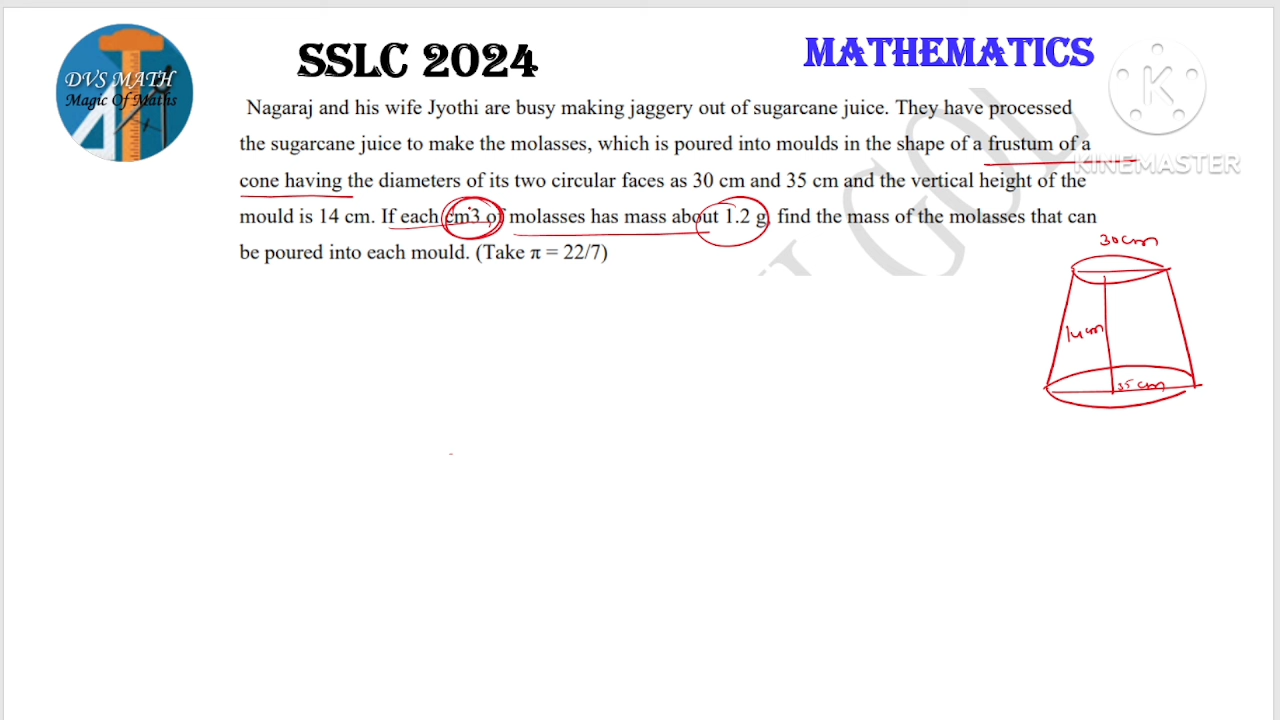 DVS MATH
Magic Of Maths
SSLC 2024
MATHEMATICS
K
KINEMASTER
Nagaraj and his wife Jyothi are busy making jaggery out of sugarcane juice. They have processed
the sugarcane juice to make the molasses, which is poured into moulds in the shape of a frustum of a
cone having the diameters of its two circular faces as 30 cm and 35 cm and the vertical height of the
mould is 14 cm. If each cm3 of molasses has mass about 1.2 g, find the mass of the molasses that can
be poured into each mould. (Take π = 22/7)
30cm
14cm
35cm